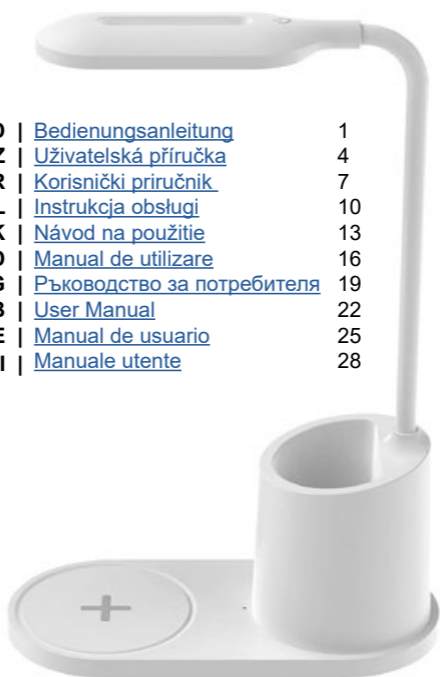 D | Bedienungsanleitung 1
Z | Uživatelská příručka 4
R | Korisnički priručnik 7
L | Instrukcja obsługi 10
K | Návod na použitie 13
O | Manual de utilizare 16
G | Ръководство за потребителя 19
B | User Manual 22
E | Manual de usuario 25
I | Manuale utente 28